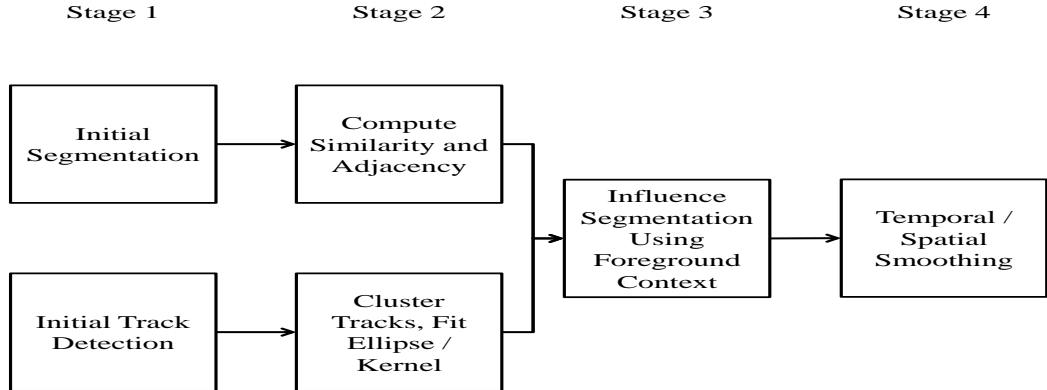 Stage 1
Stage 2
Stage 3
Stage 4
Initial
Segmentation
Compute
Similarity and
Adjacency
Initial Track
Detection
Cluster
Tracks, Fit
Ellipse /
Kernel
Influence
Segmentation
Using
Foreground
Context
Temporal /
Spatial
Smoothing